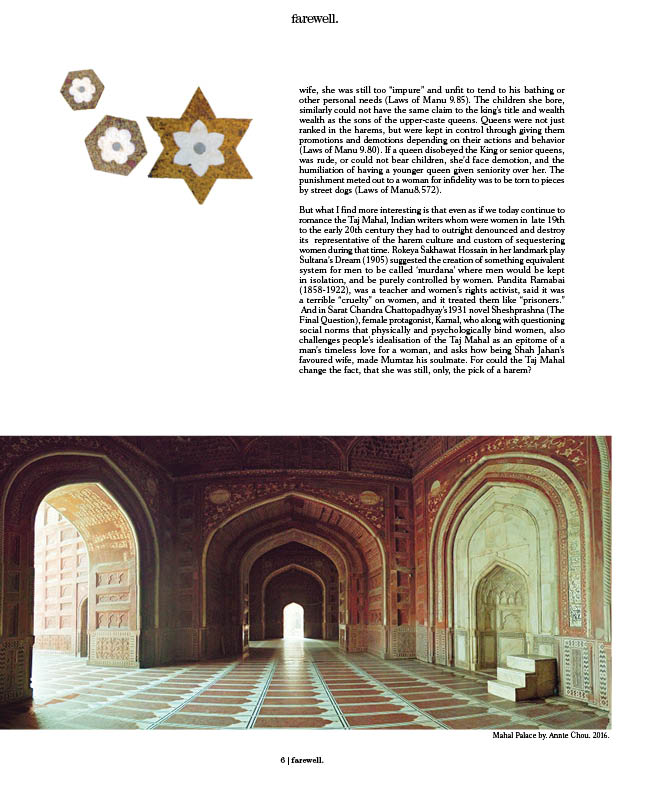 farewell.
wife, she was still too “impure” and unfit to tend to his bathing or
other personal needs (Laws of Manu 9.85). The children she bore,
similarly could not have the same claim to the king’s title and wealth
wealth as the sons of the upper-caste queens. Queens were not just
ranked in the harems, but were kept in control through giving them
promotions and demotions depending on their actions and behavior
(Laws of Manu 9.80). If a queen disobeyed the King or senior queens,
was rude, or could not bear children, she’d face demotion, and the
humiliation of having a younger queen given seniority over her. The
punishment meted out to a woman for infidelity was to be torn to pieces
by street dogs (Laws of Manu8.572).
But what I find more interesting is that even as if we today continue to
romance the Taj Mahal, Indian writers whom were women in late 19th
to the early 20th century they had to outright denounced and destroy
its representative of the harem culture and custom of sequestering
women during that time. Rokeya Sakhawat Hossain in her landmark play
Sultana’s Dream (1905) suggested the creation of something equivalent
system for men to be called ‘murdana’ where men would be kept
in isolation, and be purely controlled by women. Pandita Ramabai
(1858-1922), was a teacher and women’s rights activist, said it was
a terrible “cruelty” on women, and it treated them like “prisoners.”
And in Sarat Chandra Chattopadhyay’s1931 novel Sheshprashna (The
Final Question), female protagonist, Kamal, who along with questioning
social norms that physically and psychologically bind women, also
challenges people’s idealisation of the Taj Mahal as an epitome of a
man’s timeless love for a woman, and asks how being Shah Jahan’s
favoured wife, made Mumtaz his soulmate. For could the Taj Mahal
change the fact, that she was still, only, the pick of a harem?
Mahal Palace by. Annie Chou. 2016.
6 | farewell.